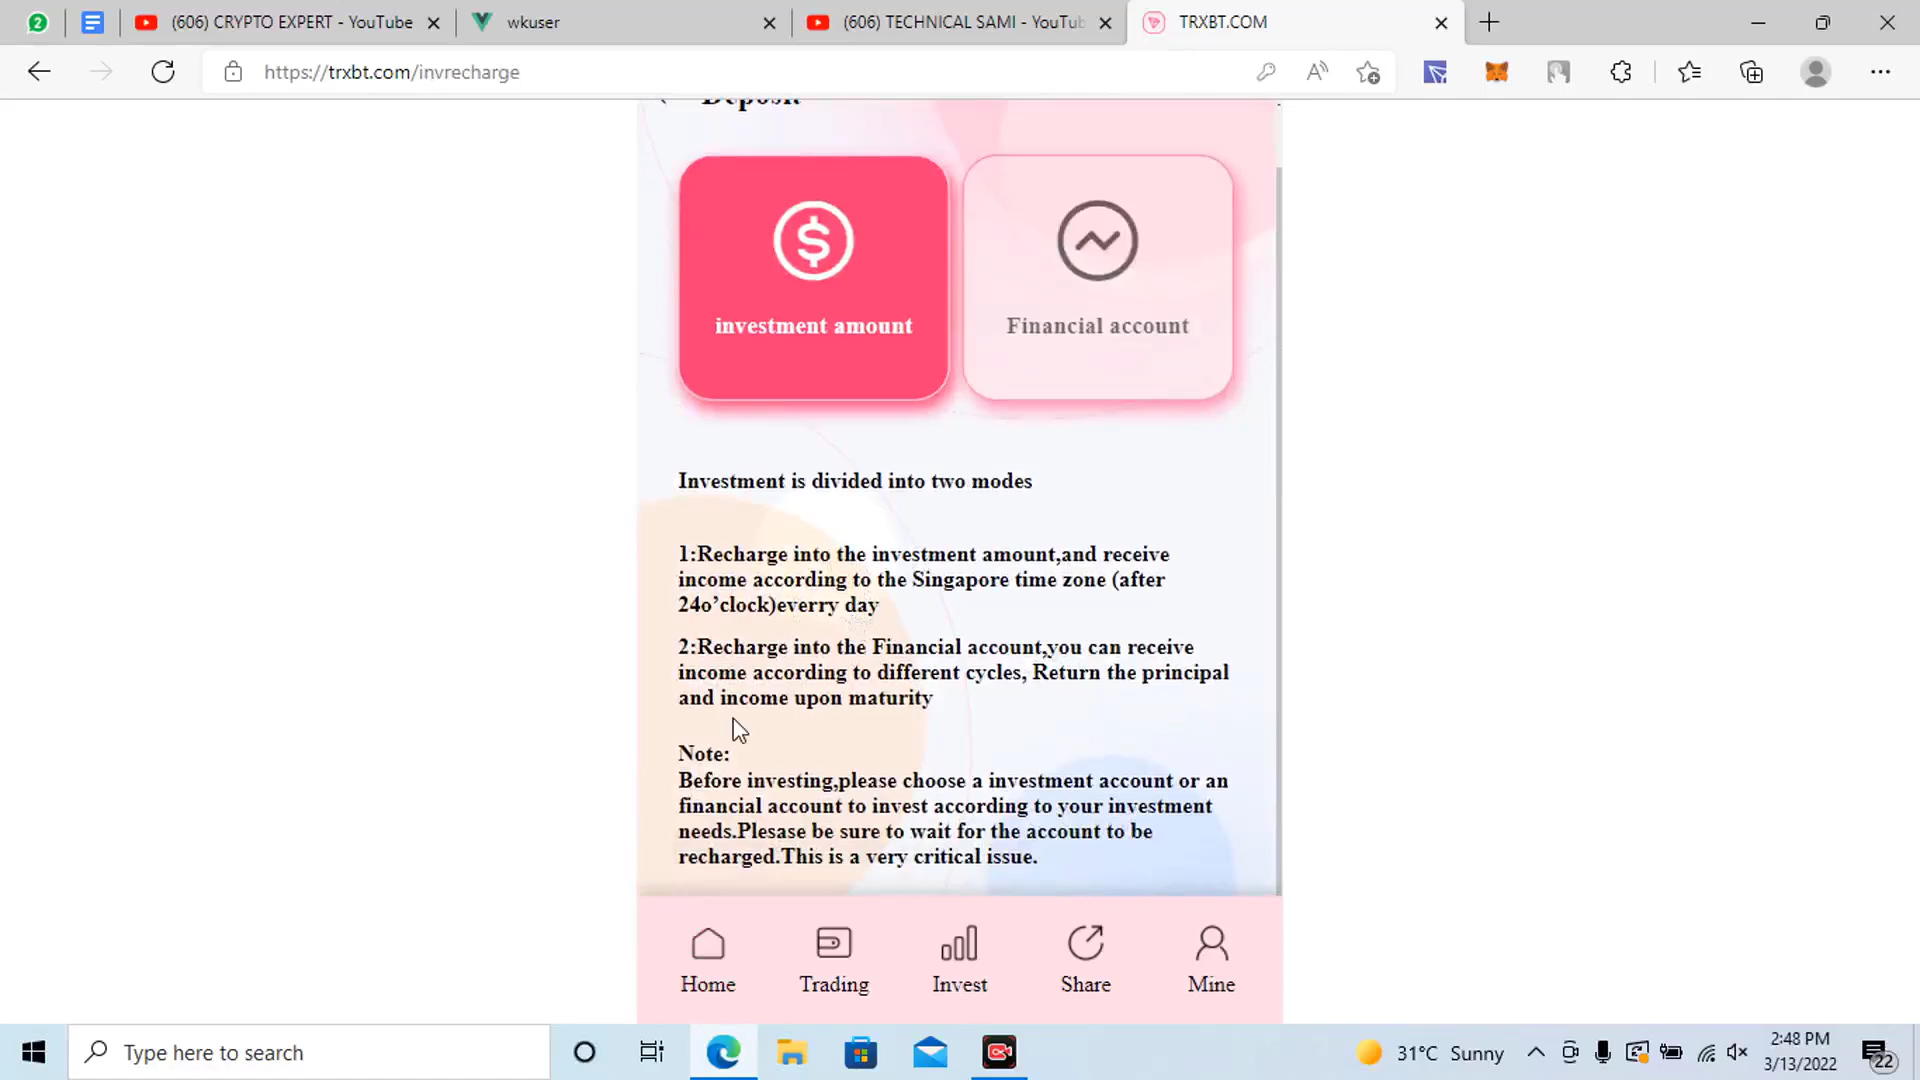 2
(606) CRYPTO EXPERT - YouTube
wkuser
(606) TECHNICAL SAMI - YouTub
TRXBT.COM
https://trxbt.com/invrecharge
Deposit
investment amount
Financial account
Investment is divided into two modes
1:Recharge into the investment amount,and receive
income according to the Singapore time zone (after
24o’clock)everry day
2:Recharge into the Financial account,you can receive
income according to different cycles, Return the principal
and income upon maturity
Note:
Before investing,please choose a investment account or an
financial account to invest according to your investment
needs.Plesase be sure to wait for the account to be
recharged.This is a very critical issue.
Home
Trading
Invest
Share
Mine
Type here to search
31°C Sunny
2:48 PM
3/13/2022
22